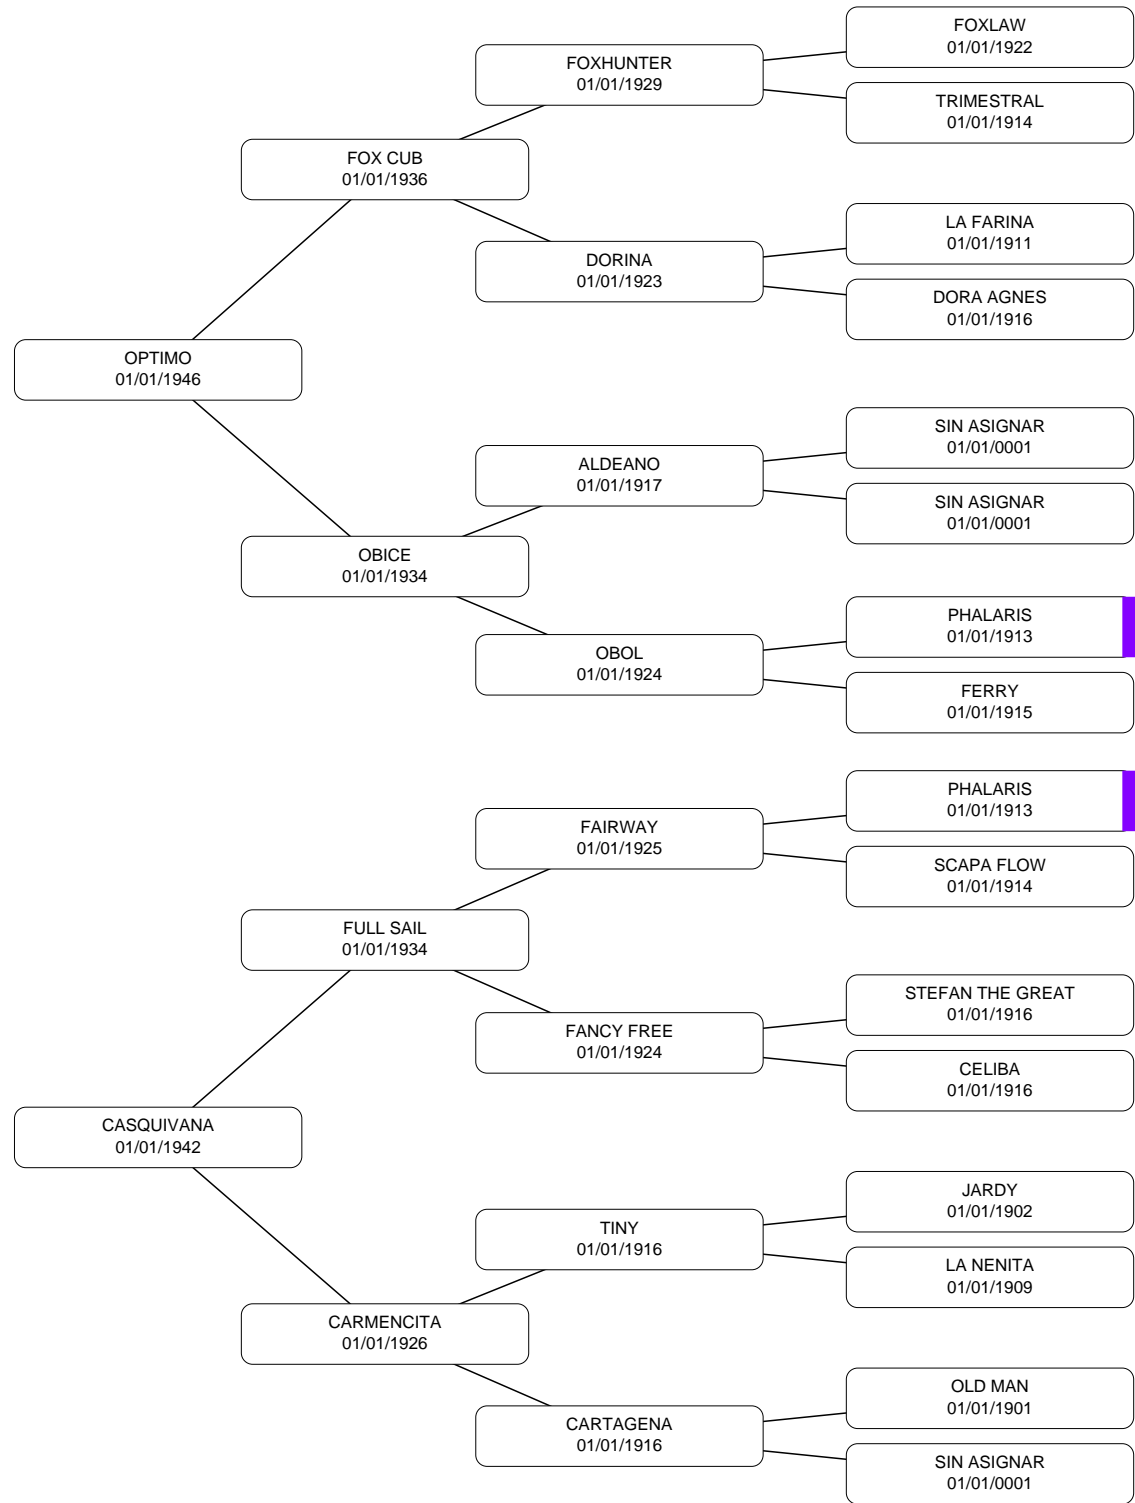 FOXLAW
01/01/1922
FOXHUNTER
01/01/1929
TRIMESTRAL
01/01/1914
FOX CUB
01/01/1936
LA FARINA
01/01/1911
DORINA
01/01/1923
DORA AGNES
01/01/1916
OPTIMO
01/01/1946
SIN ASIGNAR
01/01/0001
ALDEANO
01/01/1917
SIN ASIGNAR
01/01/0001
OBICE
01/01/1934
PHALARIS
01/01/1913
OBOL
01/01/1924
FERRY
01/01/1915
PHALARIS
01/01/1913
FAIRWAY
01/01/1925
SCAPA FLOW
01/01/1914
FULL SAIL
01/01/1934
STEFAN THE GREAT
01/01/1916
FANCY FREE
01/01/1924
CELIBA
01/01/1916
CASQUIVANA
01/01/1942
JARDY
01/01/1902
TINY
01/01/1916
LA NENITA
01/01/1909
CARMENCITA
01/01/1926
OLD MAN
01/01/1901
CARTAGENA
01/01/1916
SIN ASIGNAR
01/01/0001